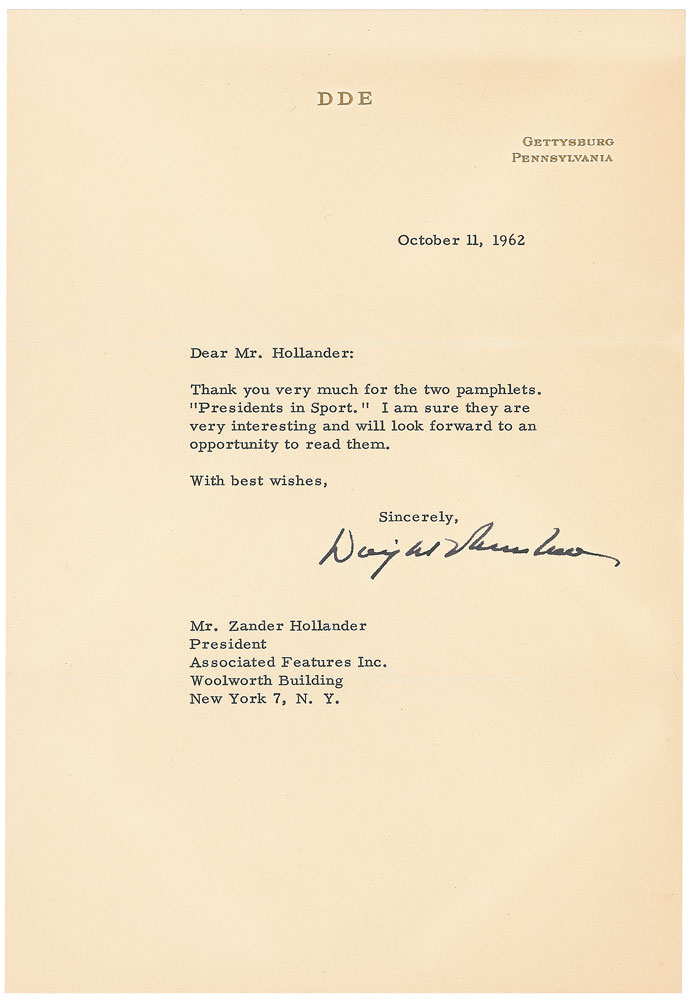 DDE
GETTYSBURG
PENNSYLVANIA
October 11, 1962
Dear Mr. Hollander:
Thank you very much for the two pamphlets.
"Presidents in Sport." I am sure they are
very interesting and will look forward to an
opportunity to read them.
With best wishes,
Sincerely,
Dwight Eisenhower
Mr. Zander Hollander
President
Associated Features Inc.
Woolworth Building
New York 7, N. Y.